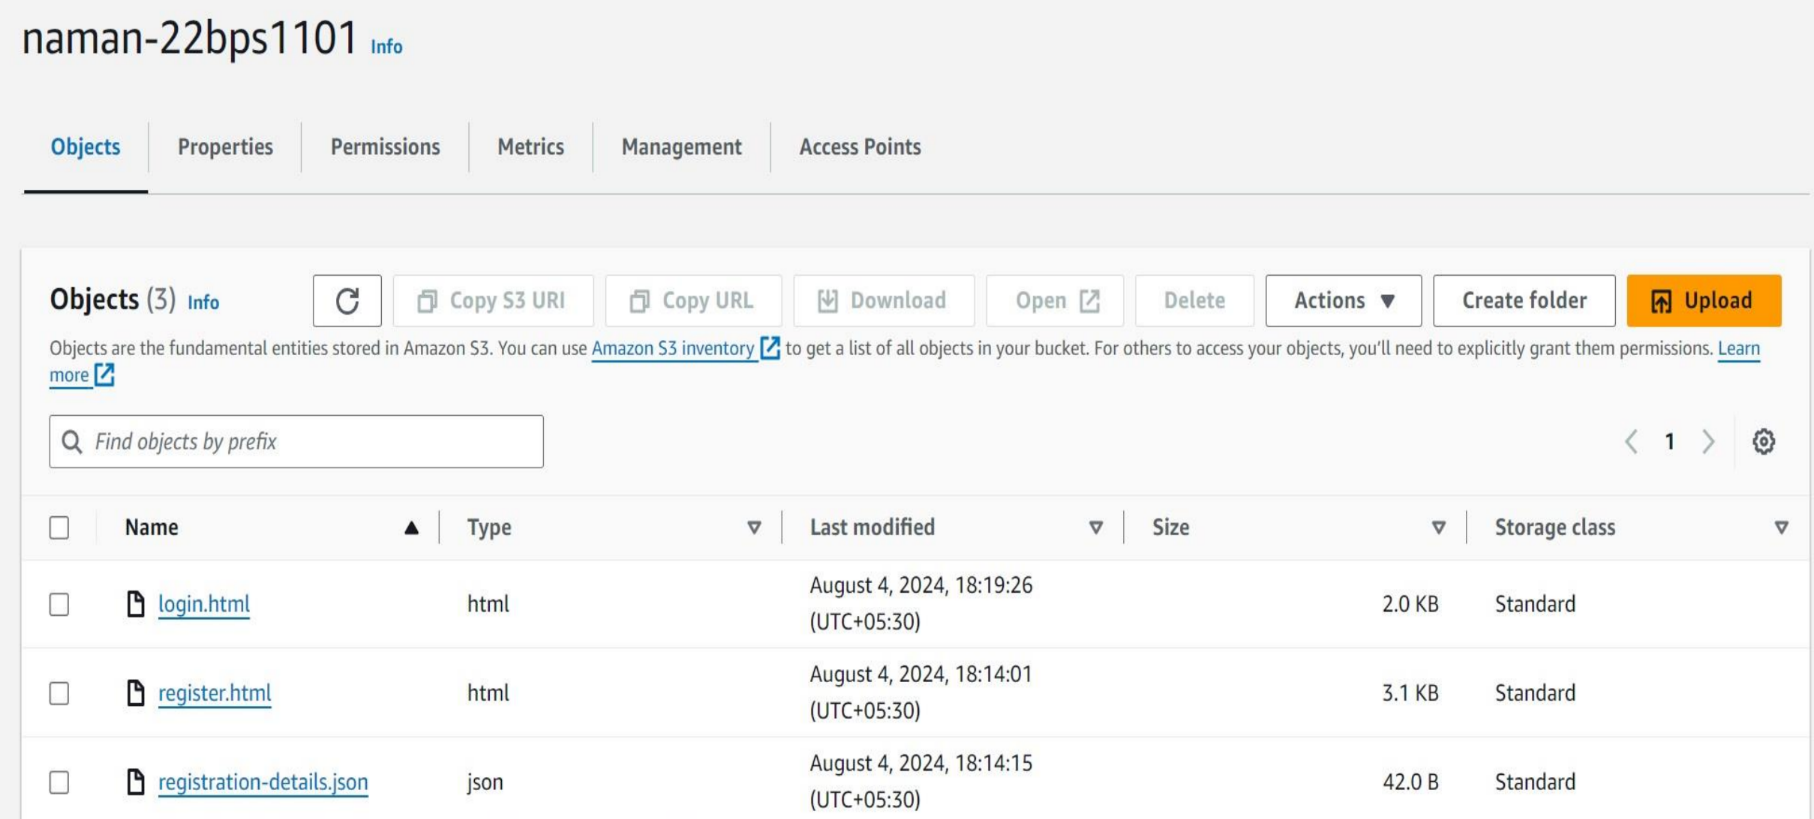 naman-22bps1101 Info
Objects Properties Permissions Metrics Management Access Points
Objects (3) Info Copy S3 URI Copy URL Download Open Delete Actions Create folder Upload
Objects are the fundamental entities stored in Amazon S3. You can use Amazon S3 inventory to get a list of all objects in your bucket. For others to access your objects, you'll need to explicitly grant them permissions. Learn
more
Find objects by prefix 1
Name Type Last modified Size Storage class
login.html html August 4, 2024, 18:19:26 2.0 KB Standard
(UTC+05:30)
register.html html August 4, 2024, 18:14:01 3.1 KB Standard
(UTC+05:30)
registration-details.json json August 4, 2024, 18:14:15 42.0 B Standard
(UTC+05:30)